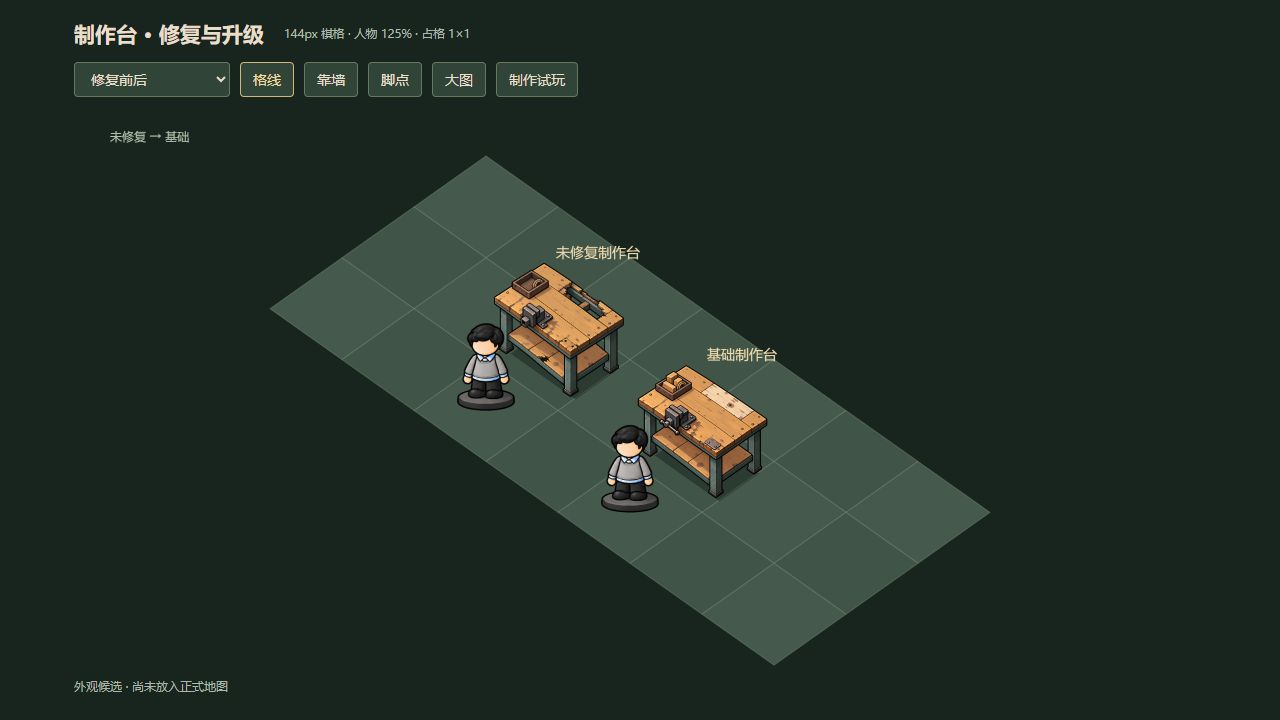 制作台 • 修复与升级
144px 棋格 · 人物 125% · 占格 1×1
修复前后
格线
靠墙
脚点
大图
制作试玩
未修复 → 基础
未修复制作台
基础制作台
外观候选 · 尚未放入正式地图